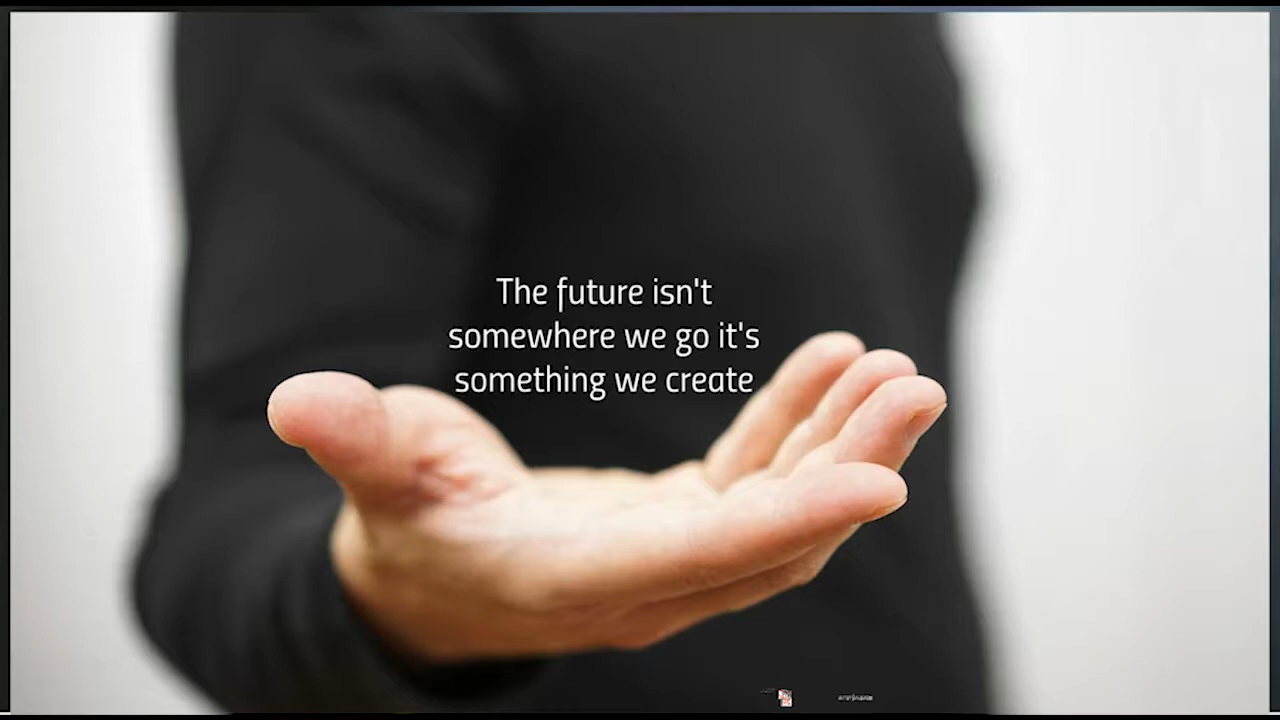 The future isn't
somewhere we go it's
something we create